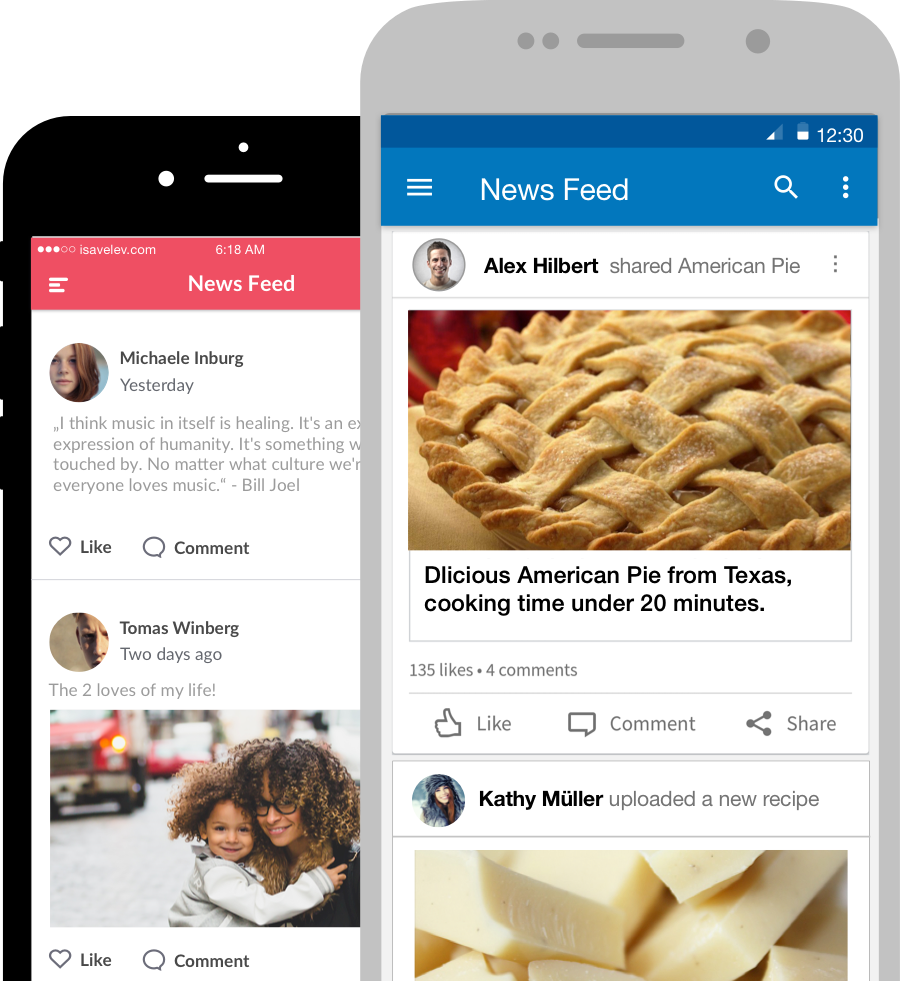 isavelev.com 6:18 AM
News Feed
Michaele Inburg
Yesterday
„I think music in itself is healing. It's an ex
expression of humanity. It's something w
touched by. No matter what culture we'r
everyone loves music.“ - Bill Joel
Like Comment
Tomas Winberg
Two days ago
The 2 loves of my life!
Like Comment
12:30
News Feed
Alex Hilbert shared American Pie
Dlicious American Pie from Texas,
cooking time under 20 minutes.
135 likes • 4 comments
Like Comment Share
Kathy Müller uploaded a new recipe